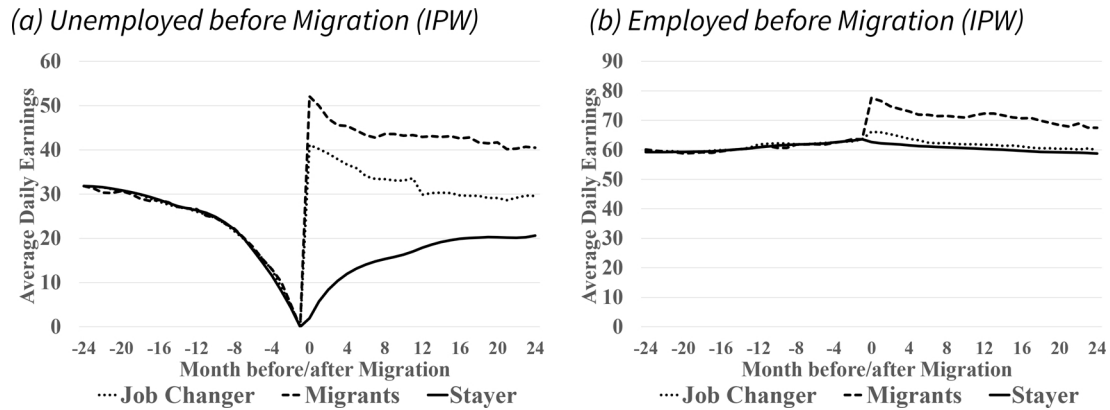 (a) Unemployed before Migration (IPW)
60
50
40
30
20
10
0
Average Daily Earnings
-24 -20 -16 -12 -8 -4 0 4 8 12 16 20 24
Month before/after Migration
Job Changer Migrants Stayer
(b) Employed before Migration (IPW)
90
80
70
60
50
40
30
20
10
0
Average Daily Earnings
-24 -20 -16 -12 -8 -4 0 4 8 12 16 20 24
Month before/after Migration
Job Changer Migrants Stayer